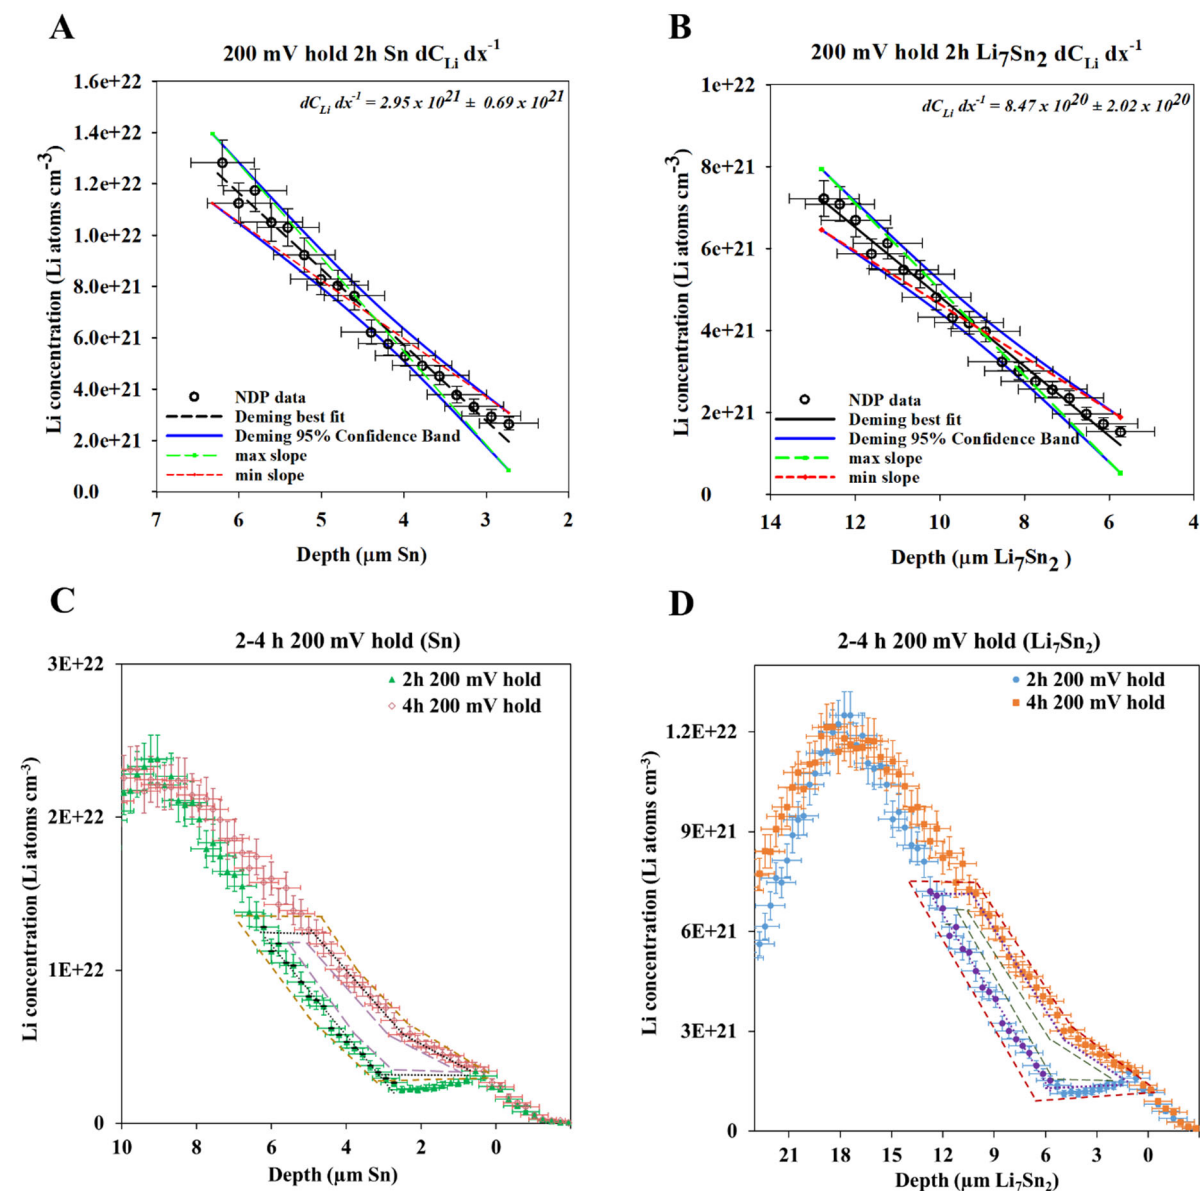 A
200 mV hold 2h Sn dC_Li dx^-1
dC_Li dx^-1 = 2.95 x 10^21 ± 0.69 x 10^21
Li concentration (Li atoms cm^-3)
1.6e+22
1.4e+22
1.2e+22
1.0e+22
8.0e+21
6.0e+21
4.0e+21
2.0e+21
0.0
NDP data
Deming best fit
Deming 95% Confidence Band
max slope
min slope
7 6 5 4 3 2
Depth (µm Sn)
B
200 mV hold 2h Li7Sn2 dC_Li dx^-1
dC_Li dx^-1 = 8.47 x 10^20 ± 2.02 x 10^20
Li concentration (Li atoms cm^-3)
1e+22
8e+21
6e+21
4e+21
2e+21
0
NDP data
Deming best fit
Deming 95% Confidence Band
max slope
min slope
14 12 10 8 6 4
Depth (µm Li7Sn2 )
C
2-4 h 200 mV hold (Sn)
Li concentration (Li atoms cm^-3)
3E+22
2E+22
1E+22
0
2h 200 mV hold
4h 200 mV hold
10 8 6 4 2 0
Depth (µm Sn)
D
2-4 h 200 mV hold (Li7Sn2)
Li concentration (Li atoms cm^-3)
1.2E+22
9E+21
6E+21
3E+21
0
2h 200 mV hold
4h 200 mV hold
21 18 15 12 9 6 3 0
Depth (µm Li7Sn2)